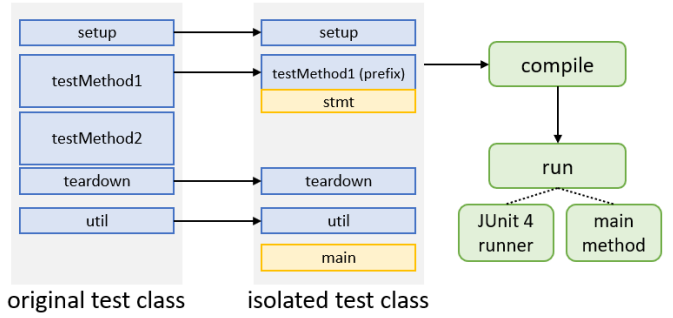 setup
testMethod1
testMethod2
teardown
util
original test class
setup
testMethod1 (prefix)
stmt
teardown
util
main
isolated test class
compile
run
JUnit 4
runner
main
method